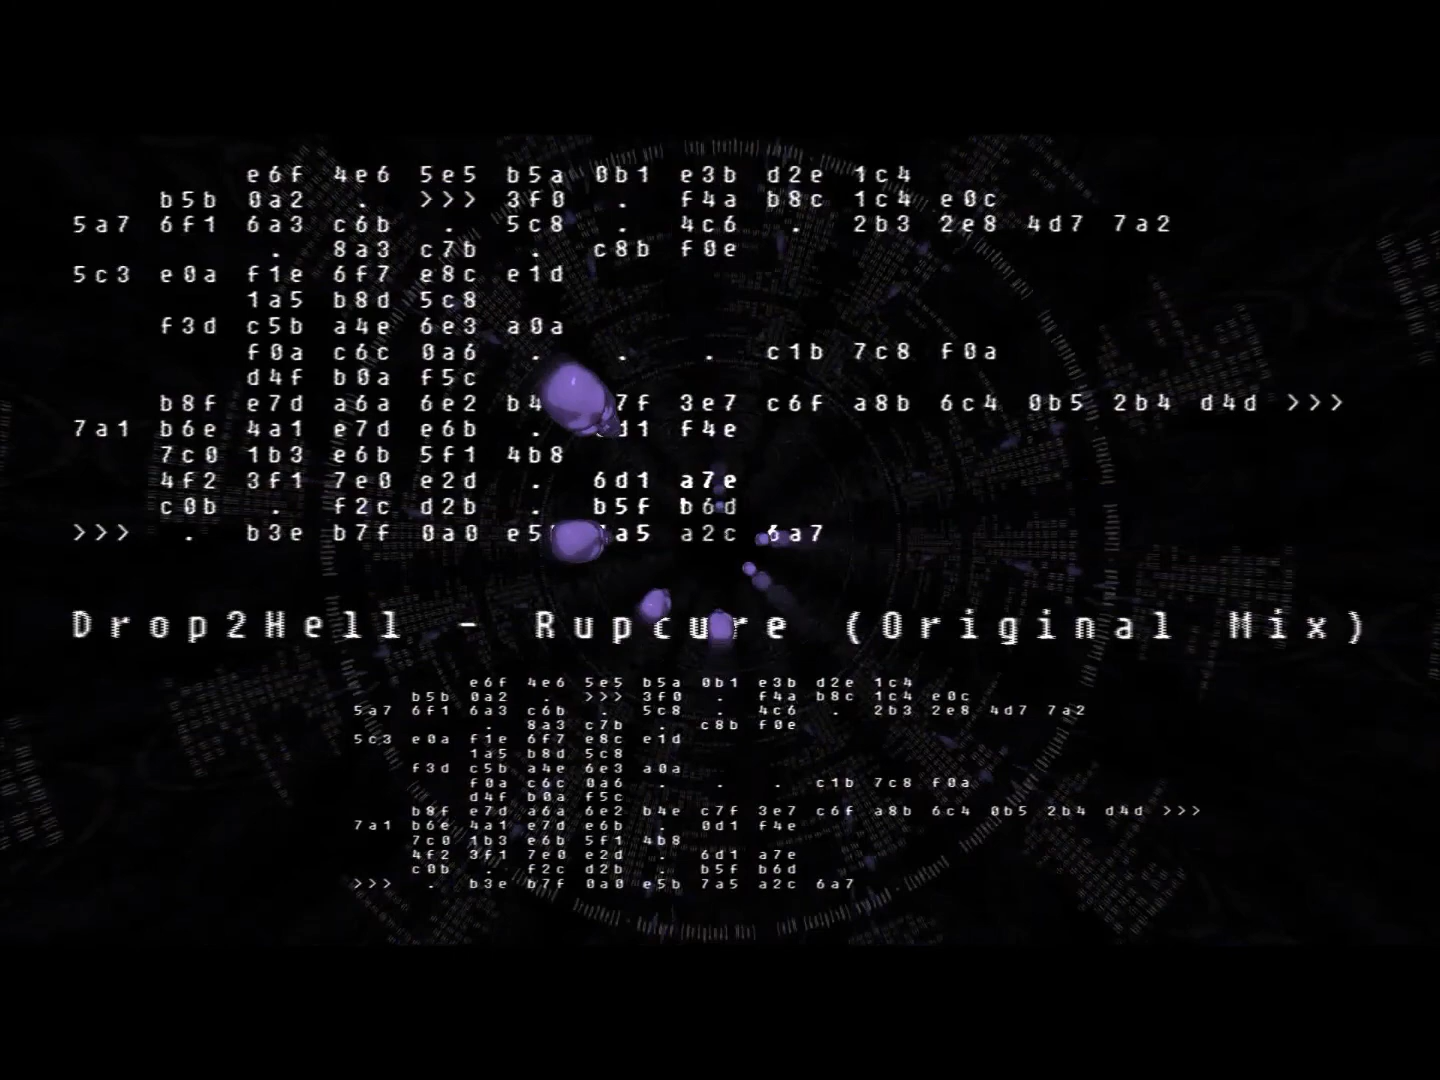 e6f 4e6 5e5 b5a 0b1 e3b d2e 1c4
b5b 0a2 . >>> 3f0 . f4a b8c 1c4 e0c
5a7 6f1 6a3 c6b . 5c8 . 4c6 . 2b3 2e8 4d7 7a2
. 8a3 c7b . c8b f0e
5c3 e0a f1e 6f7 e8c e1d
1a5 b8d 5c8
f3d c5b a4e 6e3 a0a
f0a c6c 0a6 . . . c1b 7c8 f0a
d4f b0a f5c
b8f e7d a6a 6e2 b4 7f 3e7 c6f a8b 6c4 0b5 2b4 d4d >>>
7a1 b6e 4a1 e7d e6b . d1 f4e
7c0 1b3 e6b 5f1 4b8
4f2 3f1 7e0 e2d . 6d1 a7e
c0b . f2c d2b . b5f b6d
>>> . b3e b7f 0a0 e5 a5 a2c 6a7
Drop2Hell - Rupcure (Original Mix)
e6f 4e6 5e5 b5a 0b1 e3b d2e 1c4
b5b 0a2 . >>> 3f0 . f4a b8c 1c4 e0c
5a7 6f1 6a3 c6b . 5c8 . 4c6 . 2b3 2e8 4d7 7a2
. 8a3 c7b . c8b f0e
5c3 e0a f1e 6f7 e8c e1d
1a5 b8d 5c8
f3d c5b a4e 6e3 a0a
f0a c6c 0a6 . . . c1b 7c8 f0a
d4f b0a f5c
b8f e7d a6a 6e2 b4e c7f 3e7 c6f a8b 6c4 0b5 2b4 d4d >>>
7a1 b6e 4a1 e7d e6b . 0d1 f4e
7c0 1b3 e6b 5f1 4b8
4f2 3f1 7e0 e2d . 6d1 a7e
c0b . f2c d2b . b5f b6d
>>> . b3e b7f 0a0 e5b 7a5 a2c 6a7